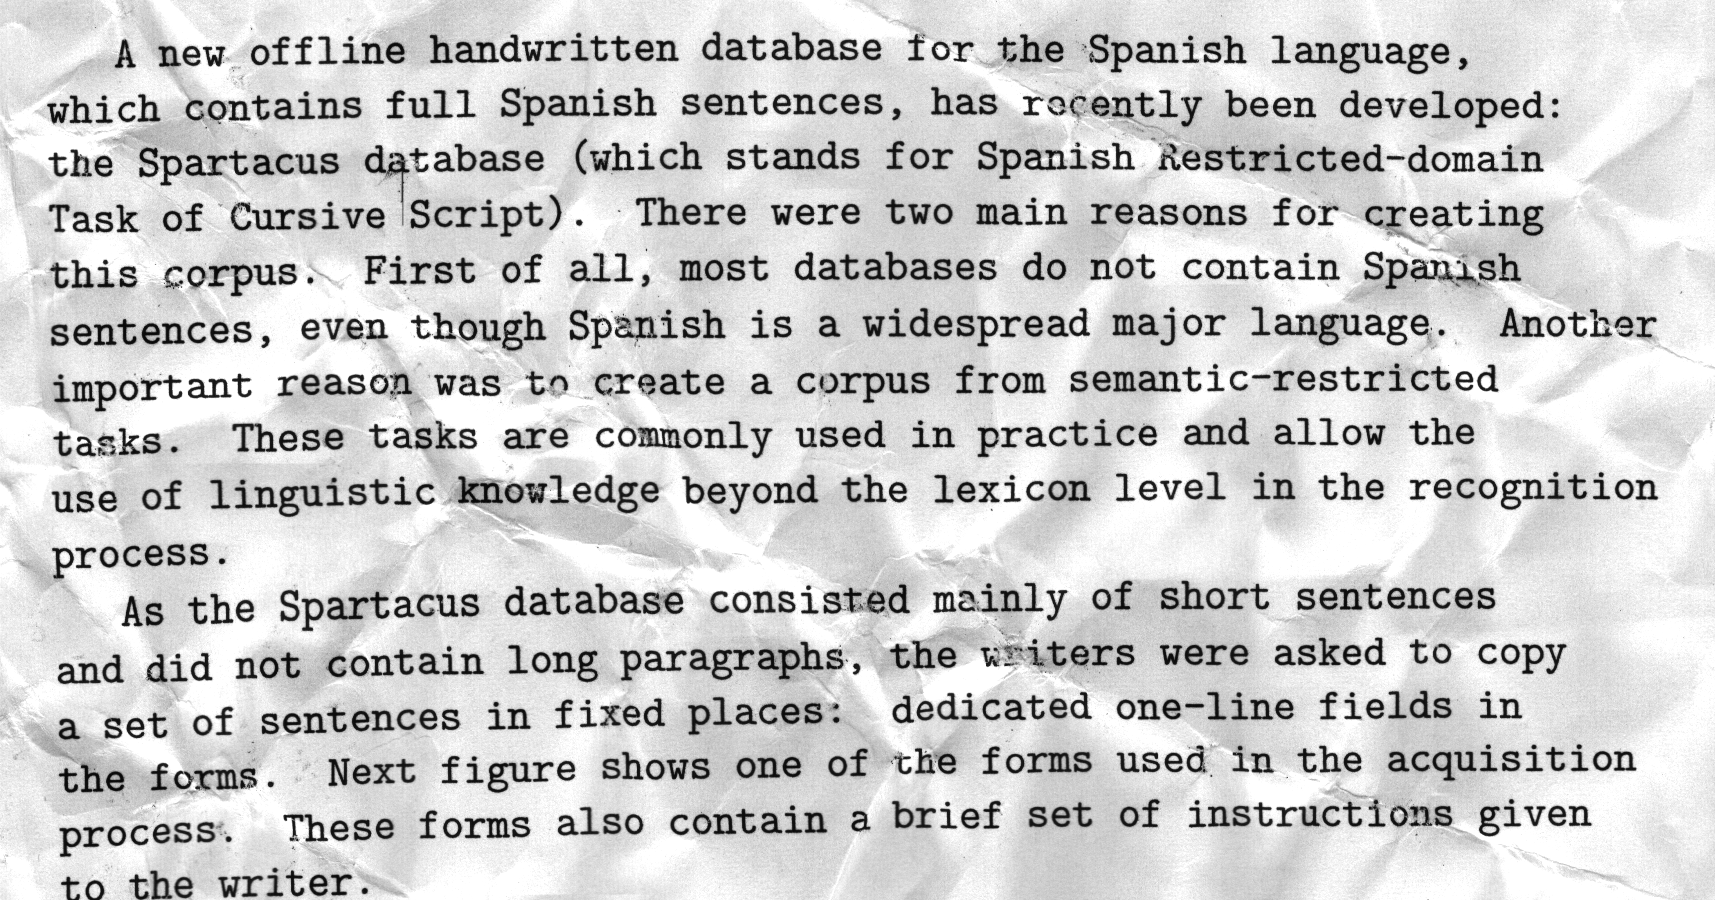 A new offline handwritten database for the Spanish language,
which contains full Spanish sentences, has recently been developed:
the Spartacus database (which stands for Spanish Restricted-domain
Task of Cursive Script). There were two main reasons for creating
this corpus. First of all, most databases do not contain Spanish
sentences, even though Spanish is a widespread major language. Another
important reason was to create a corpus from semantic-restricted
tasks. These tasks are commonly used in practice and allow the
use of linguistic knowledge beyond the lexicon level in the recognition
process.
As the Spartacus database consisted mainly of short sentences
and did not contain long paragraphs, the writers were asked to copy
a set of sentences in fixed places: dedicated one-line fields in
the forms. Next figure shows one of the forms used in the acquisition
process. These forms also contain a brief set of instructions given
to the writer.